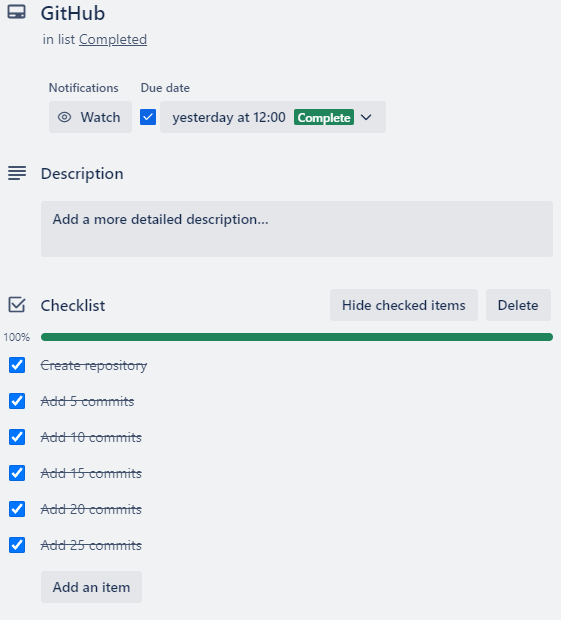 GitHub
in list Completed
Notifications Due date
Watch yesterday at 12:00 Complete
Description
Add a more detailed description...
Checklist Hide checked items Delete
100%
Create repository
Add 5 commits
Add 10 commits
Add 15 commits
Add 20 commits
Add 25 commits
Add an item